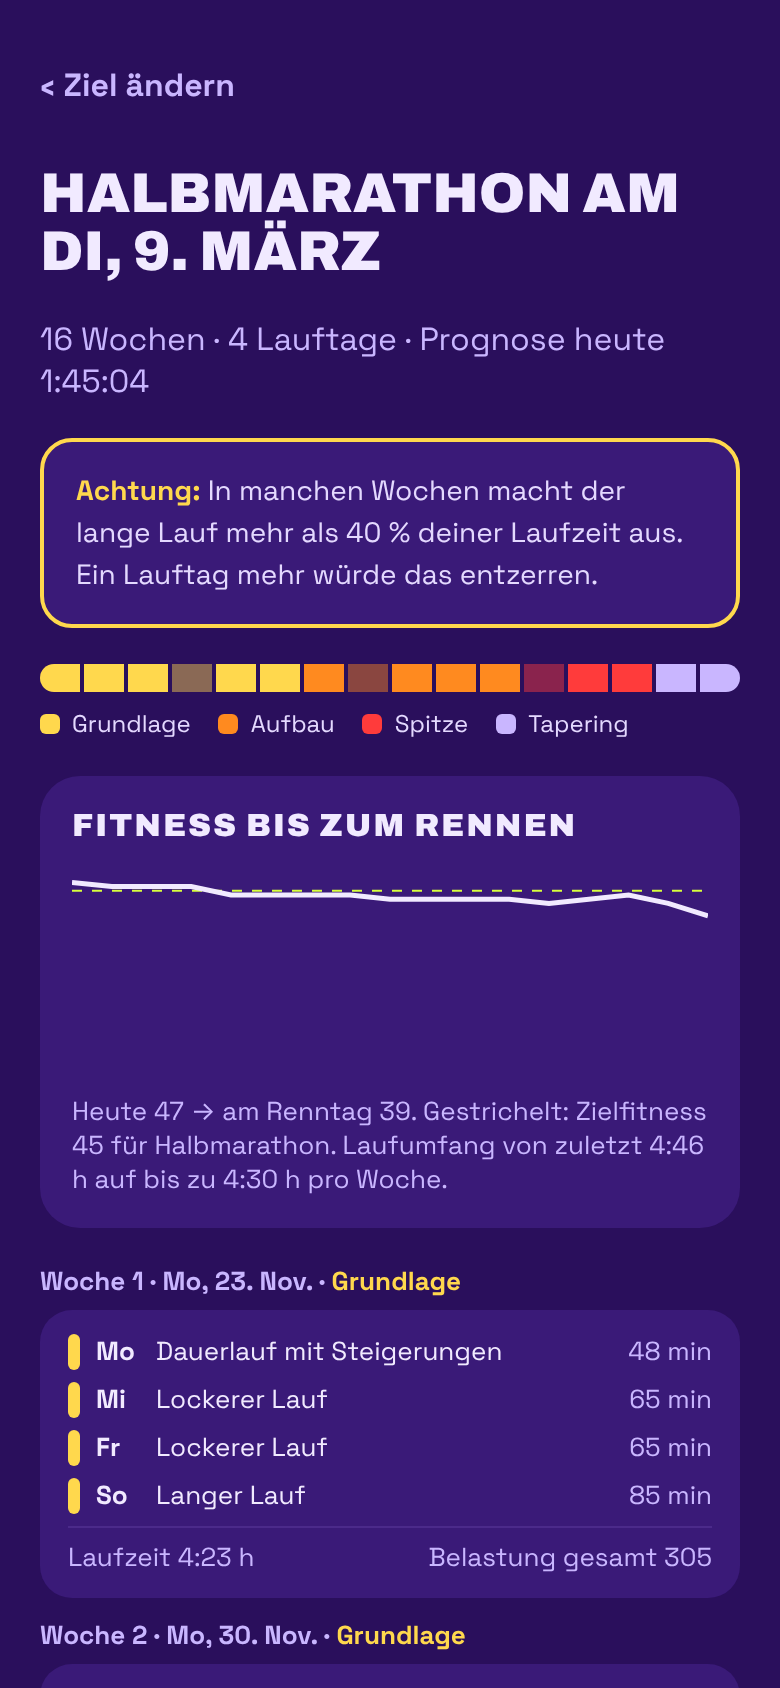 < Ziel ändern
HALBMARATHON AM
DI, 9. MÄRZ
16 Wochen · 4 Lauftage · Prognose heute
1:45:04
Achtung: In manchen Wochen macht der
lange Lauf mehr als 40 % deiner Laufzeit aus.
Ein Lauftag mehr würde das entzerren.
Grundlage Aufbau Spitze Tapering
FITNESS BIS ZUM RENNEN
Heute 47 → am Renntag 39. Gestrichelt: Zielfitness
45 für Halbmarathon. Laufumfang von zuletzt 4:46
h auf bis zu 4:30 h pro Woche.
Woche 1 · Mo, 23. Nov. · Grundlage
Mo Dauerlauf mit Steigerungen 48 min
Mi Lockerer Lauf 65 min
Fr Lockerer Lauf 65 min
So Langer Lauf 85 min
Laufzeit 4:23 h Belastung gesamt 305
Woche 2 · Mo, 30. Nov. · Grundlage